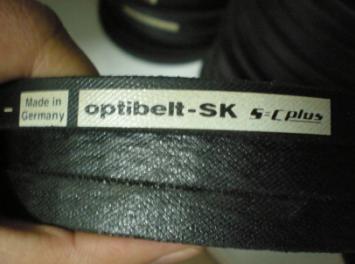 Made in
Germany
optibelt-SK S=C plus